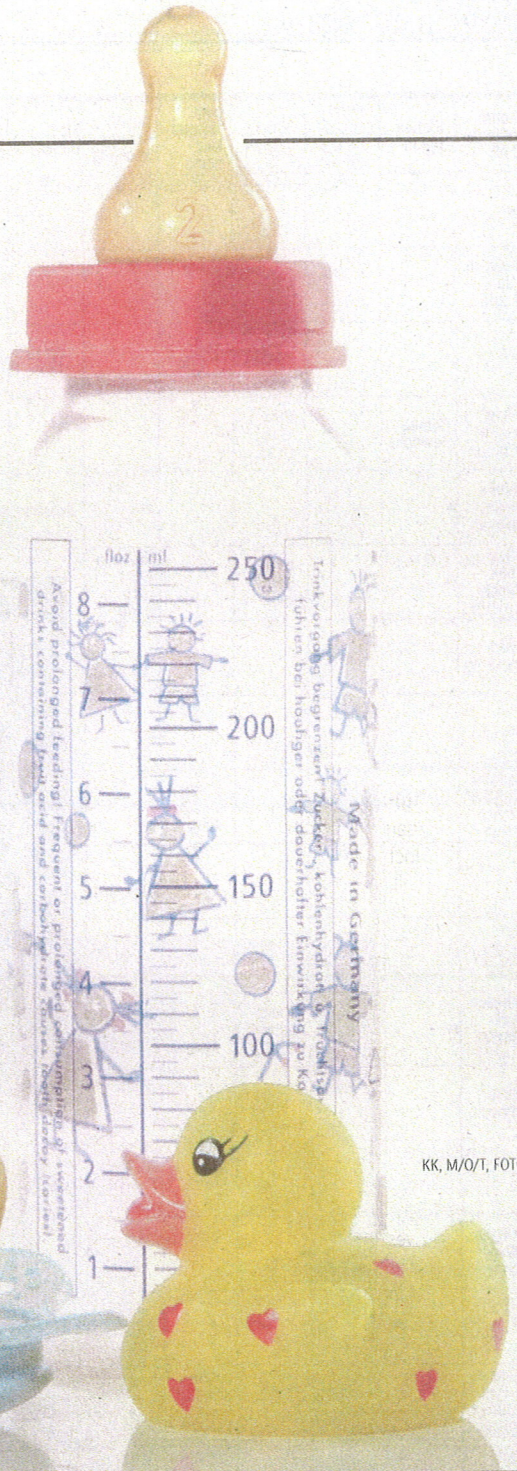 2
floz ml
250
8
7
200
6
5
150
4
100
3
2
1
Avoid prolonged feeding! Frequent or prolonged consumption of sweetened
drinks containing fruit acid and carbohydrate causes tooth decay (caries)!
Trinkvorgang begrenzen! Zucker, kohlenhydrat- u.
führen bei häufiger oder dauerhafter Einwirkung zu
Made in Germany
KK, M/O/T, FOT